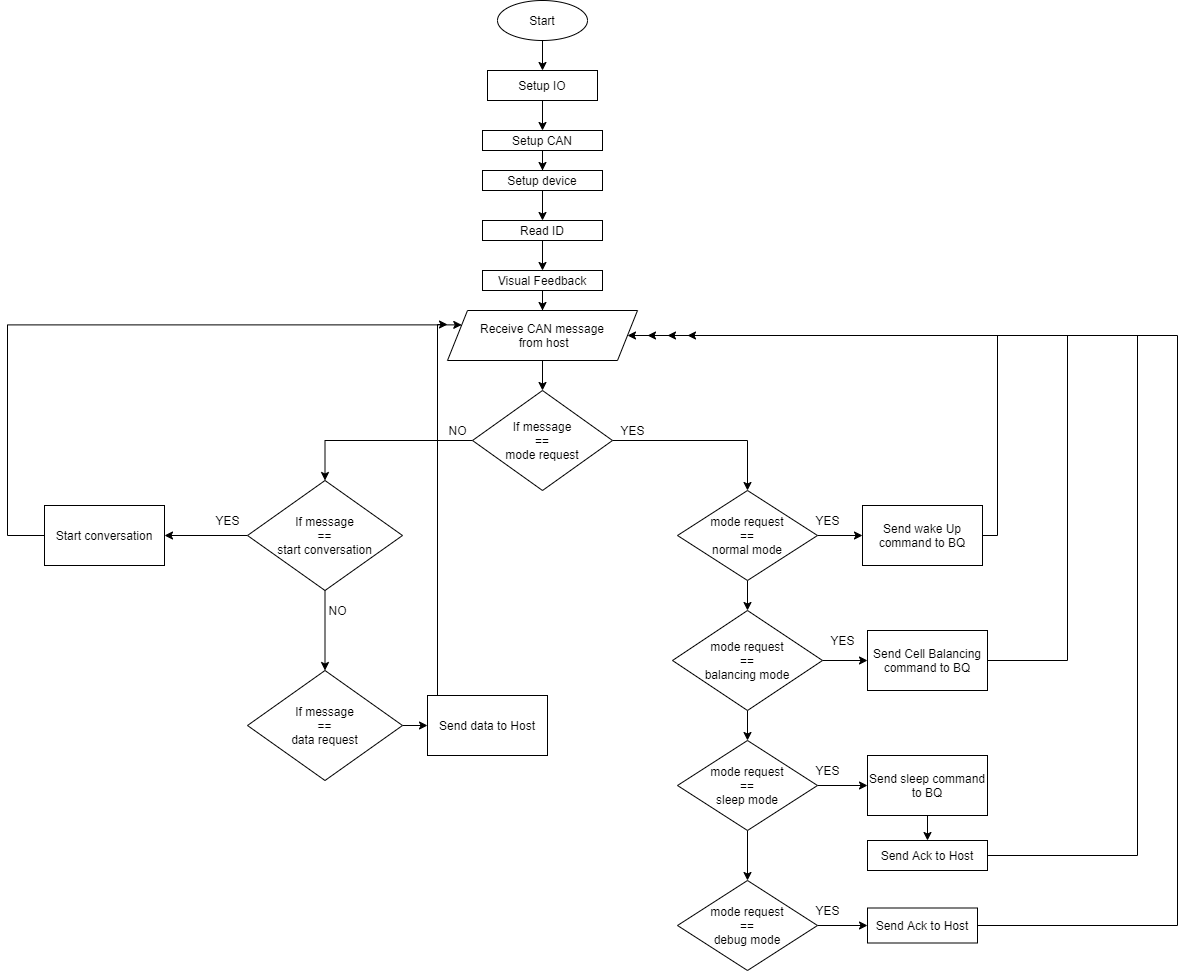 Start
Setup IO
Setup CAN
Setup device
Read ID
Visual Feedback
Receive CAN message
from host
If message
==
mode request
NO
YES
If message
==
start conversation
YES
Start conversation
NO
If message
==
data request
Send data to Host
mode request
==
normal mode
YES
Send wake Up
command to BQ
mode request
==
balancing mode
YES
Send Cell Balancing
command to BQ
mode request
==
sleep mode
YES
Send sleep command
to BQ
Send Ack to Host
mode request
==
debug mode
YES
Send Ack to Host